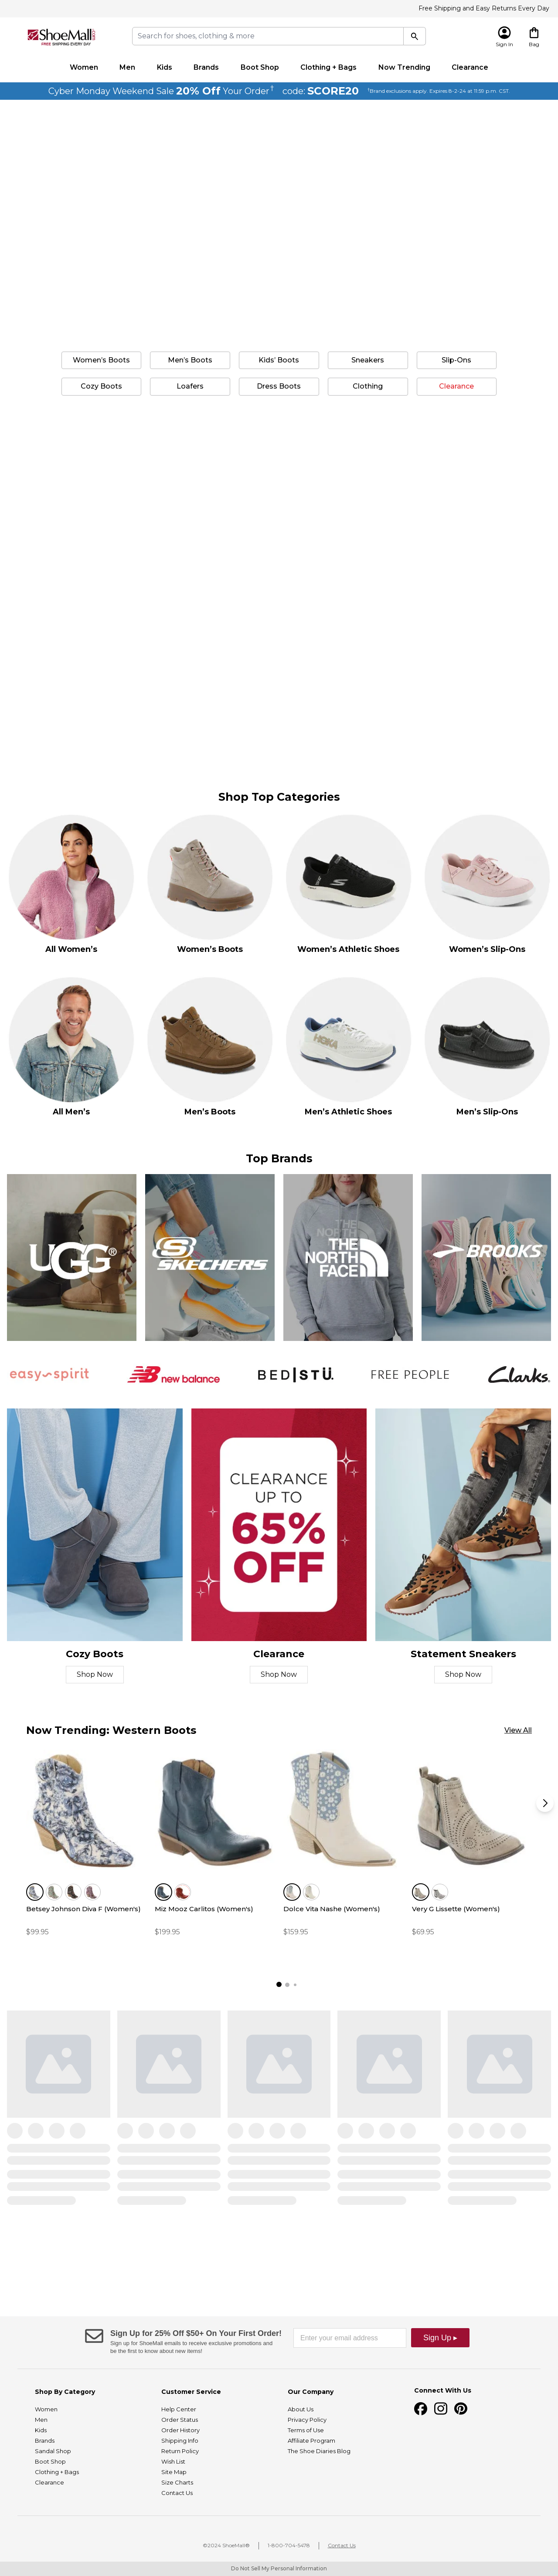 Free Shipping and Easy Returns Every Day
ShoeMall
FREE SHIPPING EVERY DAY
Search for shoes, clothing & more
Sign In
Bag
Women Men Kids Brands Boot Shop Clothing + Bags Now Trending Clearance
Cyber Monday Weekend Sale 20% Off Your Order† code: SCORE20 †Brand exclusions apply. Expires 8-2-24 at 11:59 p.m. CST.
Women's Boots Men's Boots Kids' Boots Sneakers Slip-Ons
Cozy Boots Loafers Dress Boots Clothing Clearance
Shop Top Categories
All Women's Women's Boots Women's Athletic Shoes Women's Slip-Ons
HOKA
All Men's Men's Boots Men's Athletic Shoes Men's Slip-Ons
Top Brands
UGG®
SKECHERS
THE NORTH FACE
BROOKS
easy spirit
NB new balance
BED|STÜ.
FREE PEOPLE
Clarks.
CLEARANCE
UP TO
65%
OFF
Cozy Boots Clearance Statement Sneakers
Shop Now Shop Now Shop Now
Now Trending: Western Boots View All
Betsey Johnson Diva F (Women's) Miz Mooz Carlitos (Women's) Dolce Vita Nashe (Women's) Very G Lissette (Women's)
$99.95 $199.95 $159.95 $69.95
Sign Up for 25% Off $50+ On Your First Order!
Sign up for ShoeMall emails to receive exclusive promotions and
be the first to know about new items!
Enter your email address
Sign Up ▸
Shop By Category
Women
Men
Kids
Brands
Sandal Shop
Boot Shop
Clothing + Bags
Clearance
Customer Service
Help Center
Order Status
Order History
Shipping Info
Return Policy
Wish List
Site Map
Size Charts
Contact Us
Our Company
About Us
Privacy Policy
Terms of Use
Affiliate Program
The Shoe Diaries Blog
Connect With Us
©2024 ShoeMall® | 1-800-704-5478 | Contact Us
Do Not Sell My Personal Information